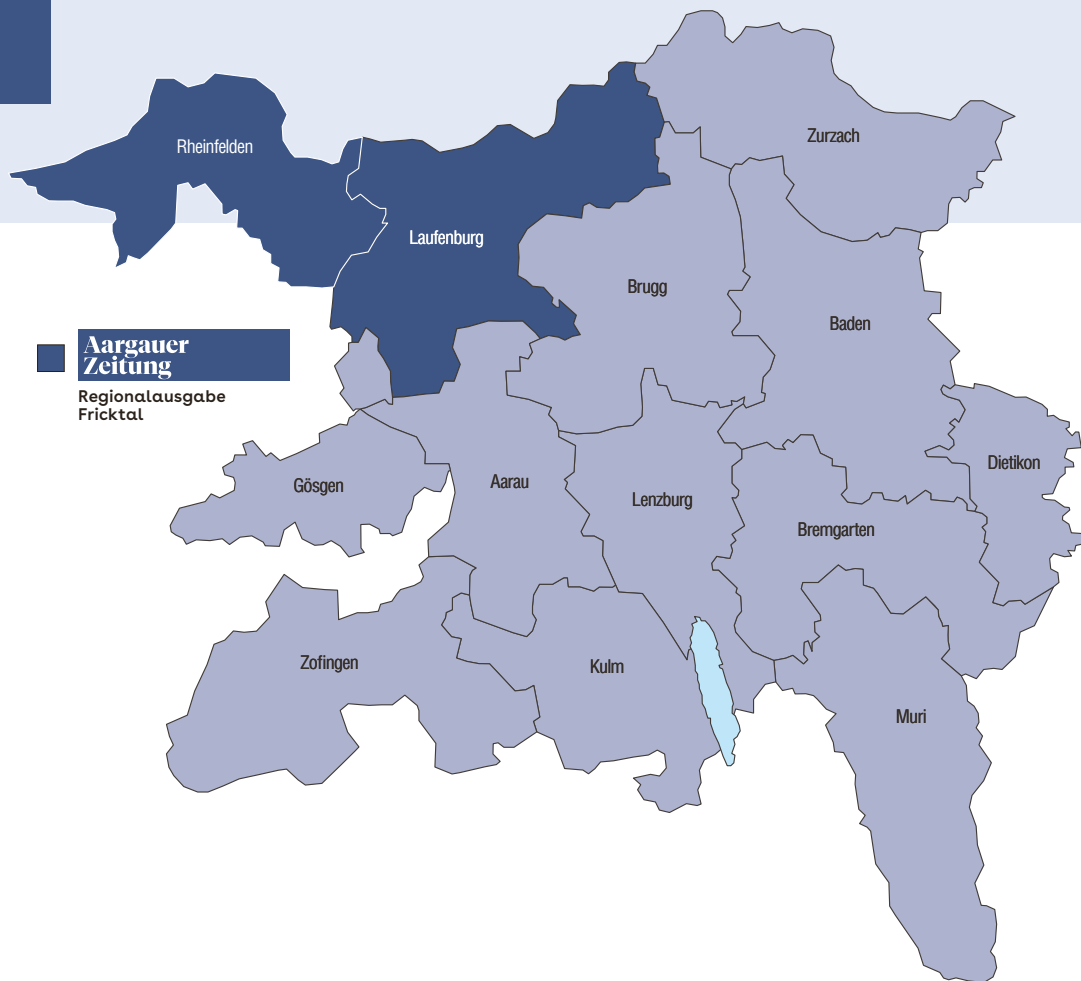 Rheinfelden
Zurzach
Laufenburg
Brugg
Baden
Aargauer
Zeitung
Regionalausgabe
Fricktal
Dietikon
Gösgen
Aarau
Lenzburg
Bremgarten
Zofingen
Kulm
Muri